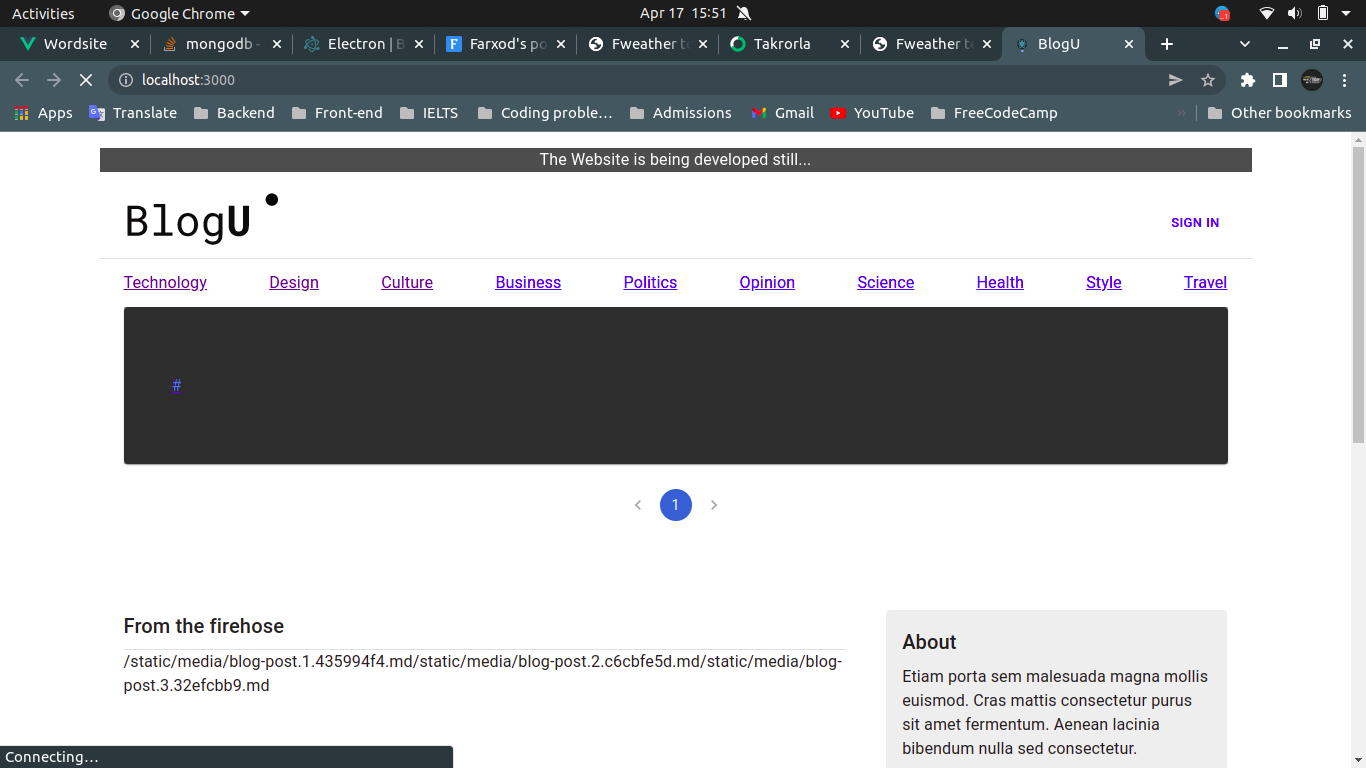 Activities Google Chrome Apr 17 15:51
Wordsite mongodb - Electron | B Farxod's po Fweather te Takrorla Fweather te BlogU
localhost:3000
Apps Translate Backend Front-end IELTS Coding proble... Admissions Gmail YouTube FreeCodeCamp » Other bookmarks
The Website is being developed still...
BlogU
SIGN IN
Technology Design Culture Business Politics Opinion Science Health Style Travel
#
1
From the firehose
/static/media/blog-post.1.435994f4.md/static/media/blog-post.2.c6cbfe5d.md/static/media/blog-
post.3.32efcbb9.md
About
Etiam porta sem malesuada magna mollis
euismod. Cras mattis consectetur purus
sit amet fermentum. Aenean lacinia
bibendum nulla sed consectetur.
Connecting...